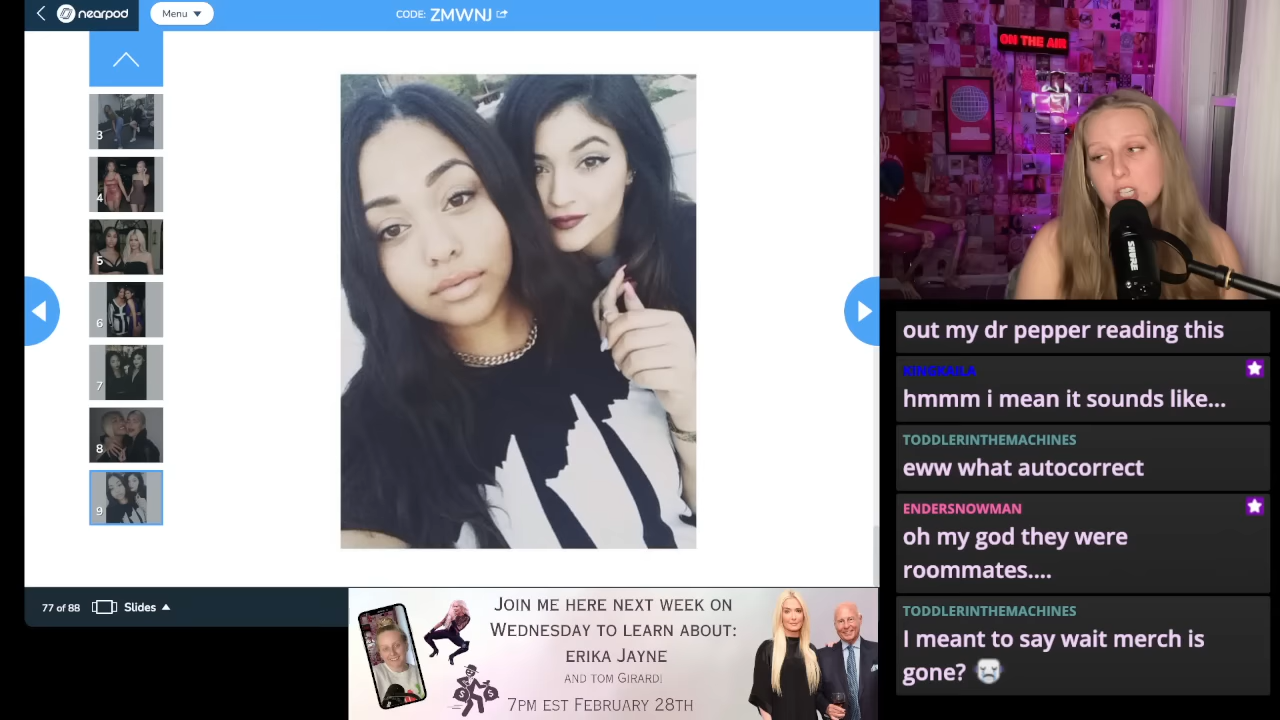 nearpod
Menu
CODE: ZMWNJ
3
4
5
6
7
8
9
77 of 88
Slides
JOIN ME HERE NEXT WEEK ON
WEDNESDAY TO LEARN ABOUT:
ERIKA JAYNE
AND TOM GIRARDI
7PM EST FEBRUARY 28TH
ON THE AIR
SHURE
out my dr pepper reading this
KINGKAILA
hmmm i mean it sounds like...
TODDLERINTHEMACHINES
eww what autocorrect
ENDERSNOWMAN
oh my god they were
roommates....
TODDLERINTHEMACHINES
I meant to say wait merch is
gone?